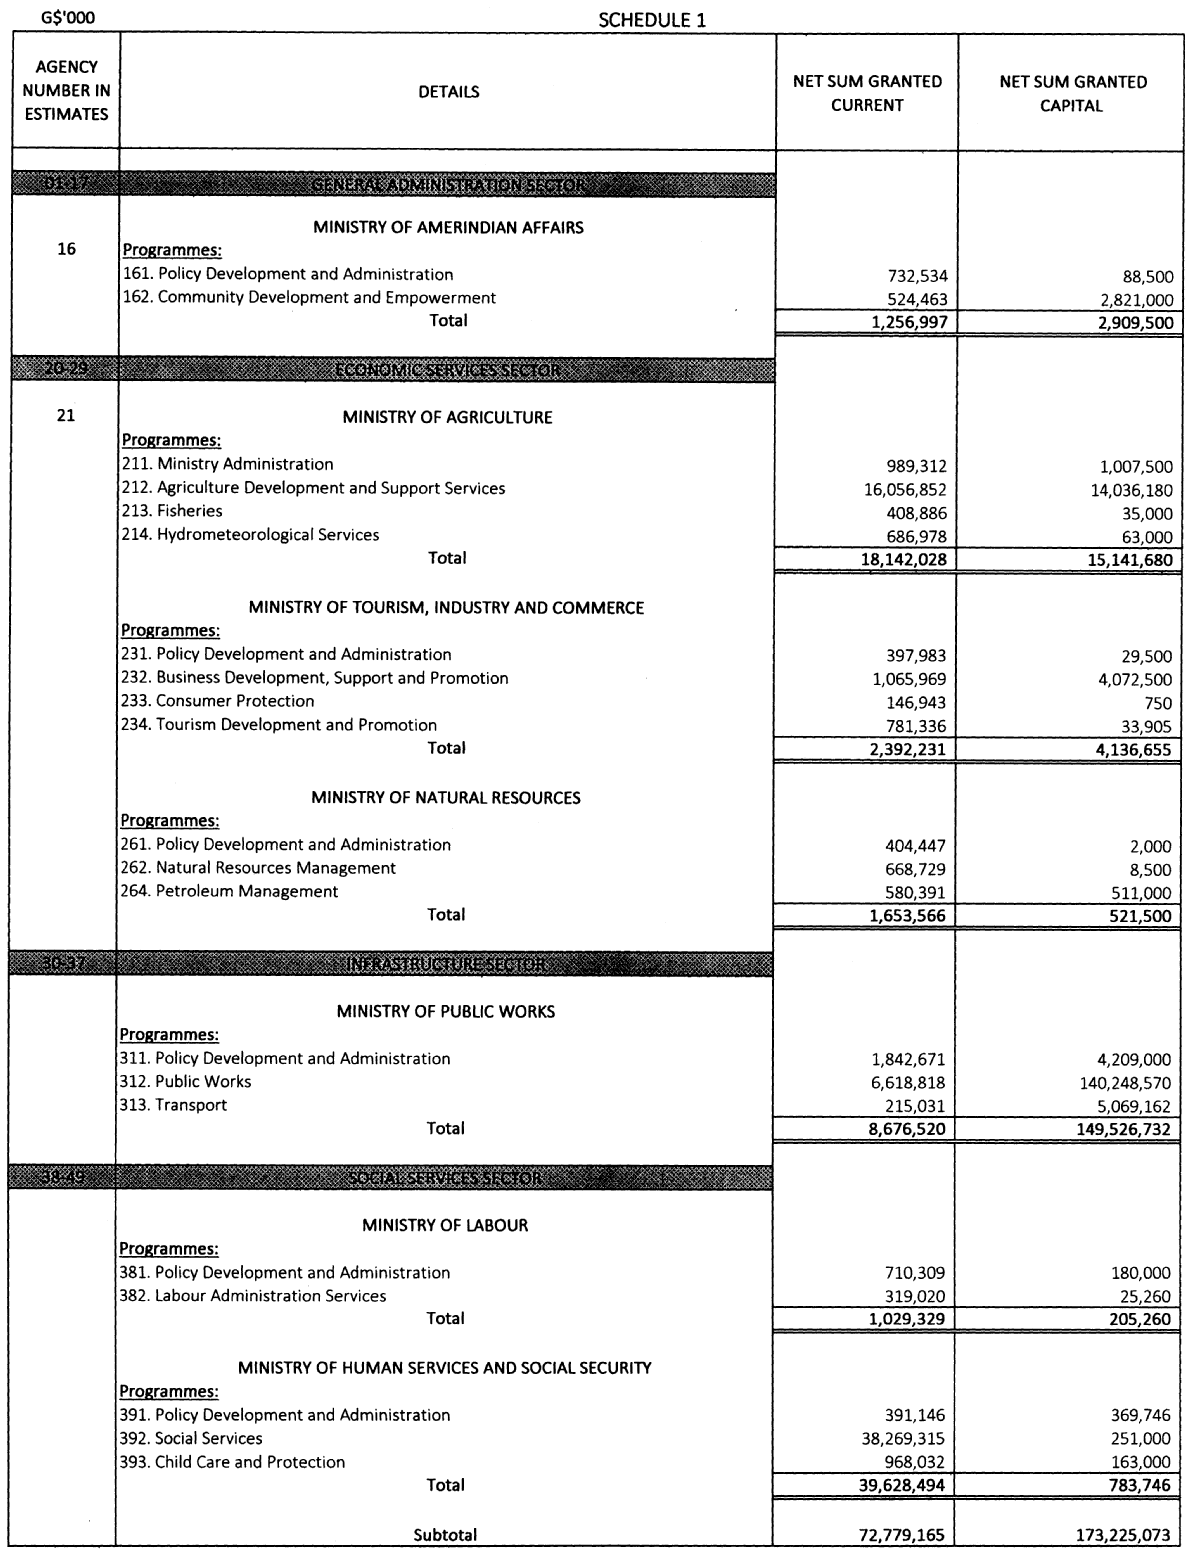 G$'000 SCHEDULE 1
AGENCY NUMBER IN ESTIMATES DETAILS NET SUM GRANTED CURRENT NET SUM GRANTED CAPITAL
01-17 GENERAL ADMINISTRATION SECTOR
MINISTRY OF AMERINDIAN AFFAIRS
16 Programmes:
161. Policy Development and Administration 732,534 88,500
162. Community Development and Empowerment 524,463 2,821,000
Total 1,256,997 2,909,500
20-29 ECONOMIC SERVICES SECTOR
21 MINISTRY OF AGRICULTURE
Programmes:
211. Ministry Administration 989,312 1,007,500
212. Agriculture Development and Support Services 16,056,852 14,036,180
213. Fisheries 408,886 35,000
214. Hydrometeorological Services 686,978 63,000
Total 18,142,028 15,141,680
MINISTRY OF TOURISM, INDUSTRY AND COMMERCE
Programmes:
231. Policy Development and Administration 397,983 29,500
232. Business Development, Support and Promotion 1,065,969 4,072,500
233. Consumer Protection 146,943 750
234. Tourism Development and Promotion 781,336 33,905
Total 2,392,231 4,136,655
MINISTRY OF NATURAL RESOURCES
Programmes:
261. Policy Development and Administration 404,447 2,000
262. Natural Resources Management 668,729 8,500
264. Petroleum Management 580,391 511,000
Total 1,653,566 521,500
30-37 INFRASTRUCTURE SECTOR
MINISTRY OF PUBLIC WORKS
Programmes:
311. Policy Development and Administration 1,842,671 4,209,000
312. Public Works 6,618,818 140,248,570
313. Transport 215,031 5,069,162
Total 8,676,520 149,526,732
38-49 SOCIAL SERVICES SECTOR
MINISTRY OF LABOUR
Programmes:
381. Policy Development and Administration 710,309 180,000
382. Labour Administration Services 319,020 25,260
Total 1,029,329 205,260
MINISTRY OF HUMAN SERVICES AND SOCIAL SECURITY
Programmes:
391. Policy Development and Administration 391,146 369,746
392. Social Services 38,269,315 251,000
393. Child Care and Protection 968,032 163,000
Total 39,628,494 783,746
Subtotal 72,779,165 173,225,073